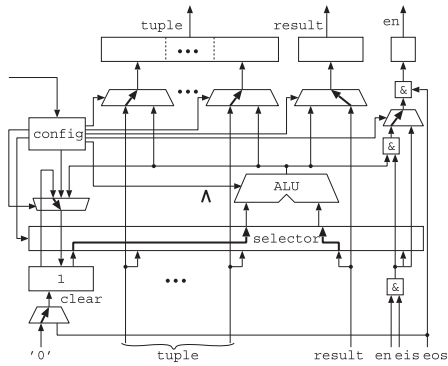 tuple result en
•••
•••
&
config
&
ALU
Λ
selector
1
•••
clear
&
'0' tuple result en eis eos